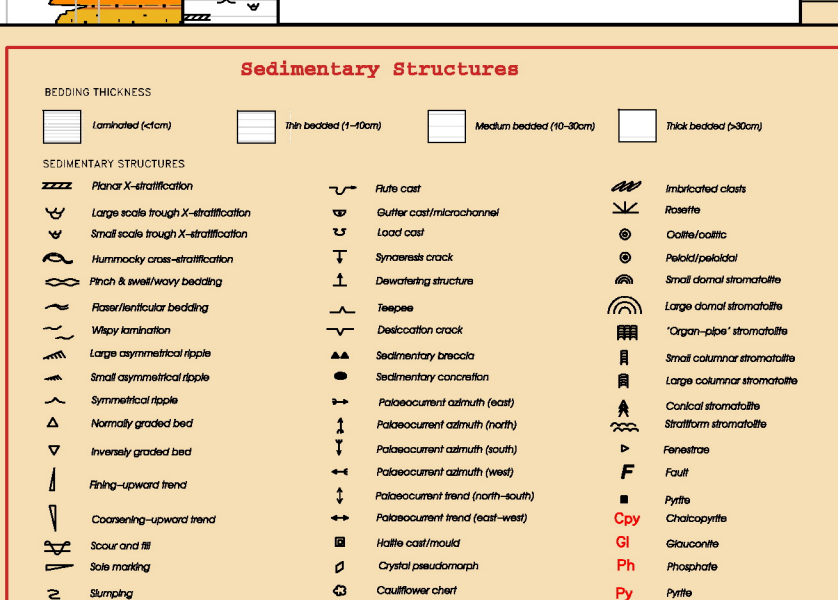 Sedimentary Structures
BEDDING THICKNESS
Laminated (<1cm)
Thin bedded (1-10cm)
Medium bedded (10-30cm)
Thick bedded (>30cm)
SEDIMENTARY STRUCTURES
Planar X-stratification
Large scale trough X-stratification
Small scale trough X-stratification
Hummocky cross-stratification
Pinch & swell/wavy bedding
Flaser/lenticular bedding
Wispy lamination
Large asymmetrical ripple
Small asymmetrical ripple
Symmetrical ripple
Normally graded bed
Inversely graded bed
Fining-upward trend
Coarsening-upward trend
Scour and fill
Sole marking
Slumping
Flute cast
Gutter cast/microchannel
Load cast
Synaeresis crack
Dewatering structure
Teepee
Desiccation crack
Sedimentary breccia
Sedimentary concretion
Palaeocurrent azimuth (east)
Palaeocurrent azimuth (north)
Palaeocurrent azimuth (south)
Palaeocurrent azimuth (west)
Palaeocurrent trend (north-south)
Palaeocurrent trend (east-west)
Halite cast/mould
Crystal pseudomorph
Cauliflower chert
Imbricated clasts
Rosette
Oolite/oolitic
Peloid/peloidal
Small domal stromatolite
Large domal stromatolite
'Organ-pipe' stromatolite
Small columnar stromatolite
Large columnar stromatolite
Conical stromatolite
Stratiform stromatolite
Fenestrae
F Fault
Pyrite
Cpy Chalcopyrite
Gl Glauconite
Ph Phosphate
Py Pyrite